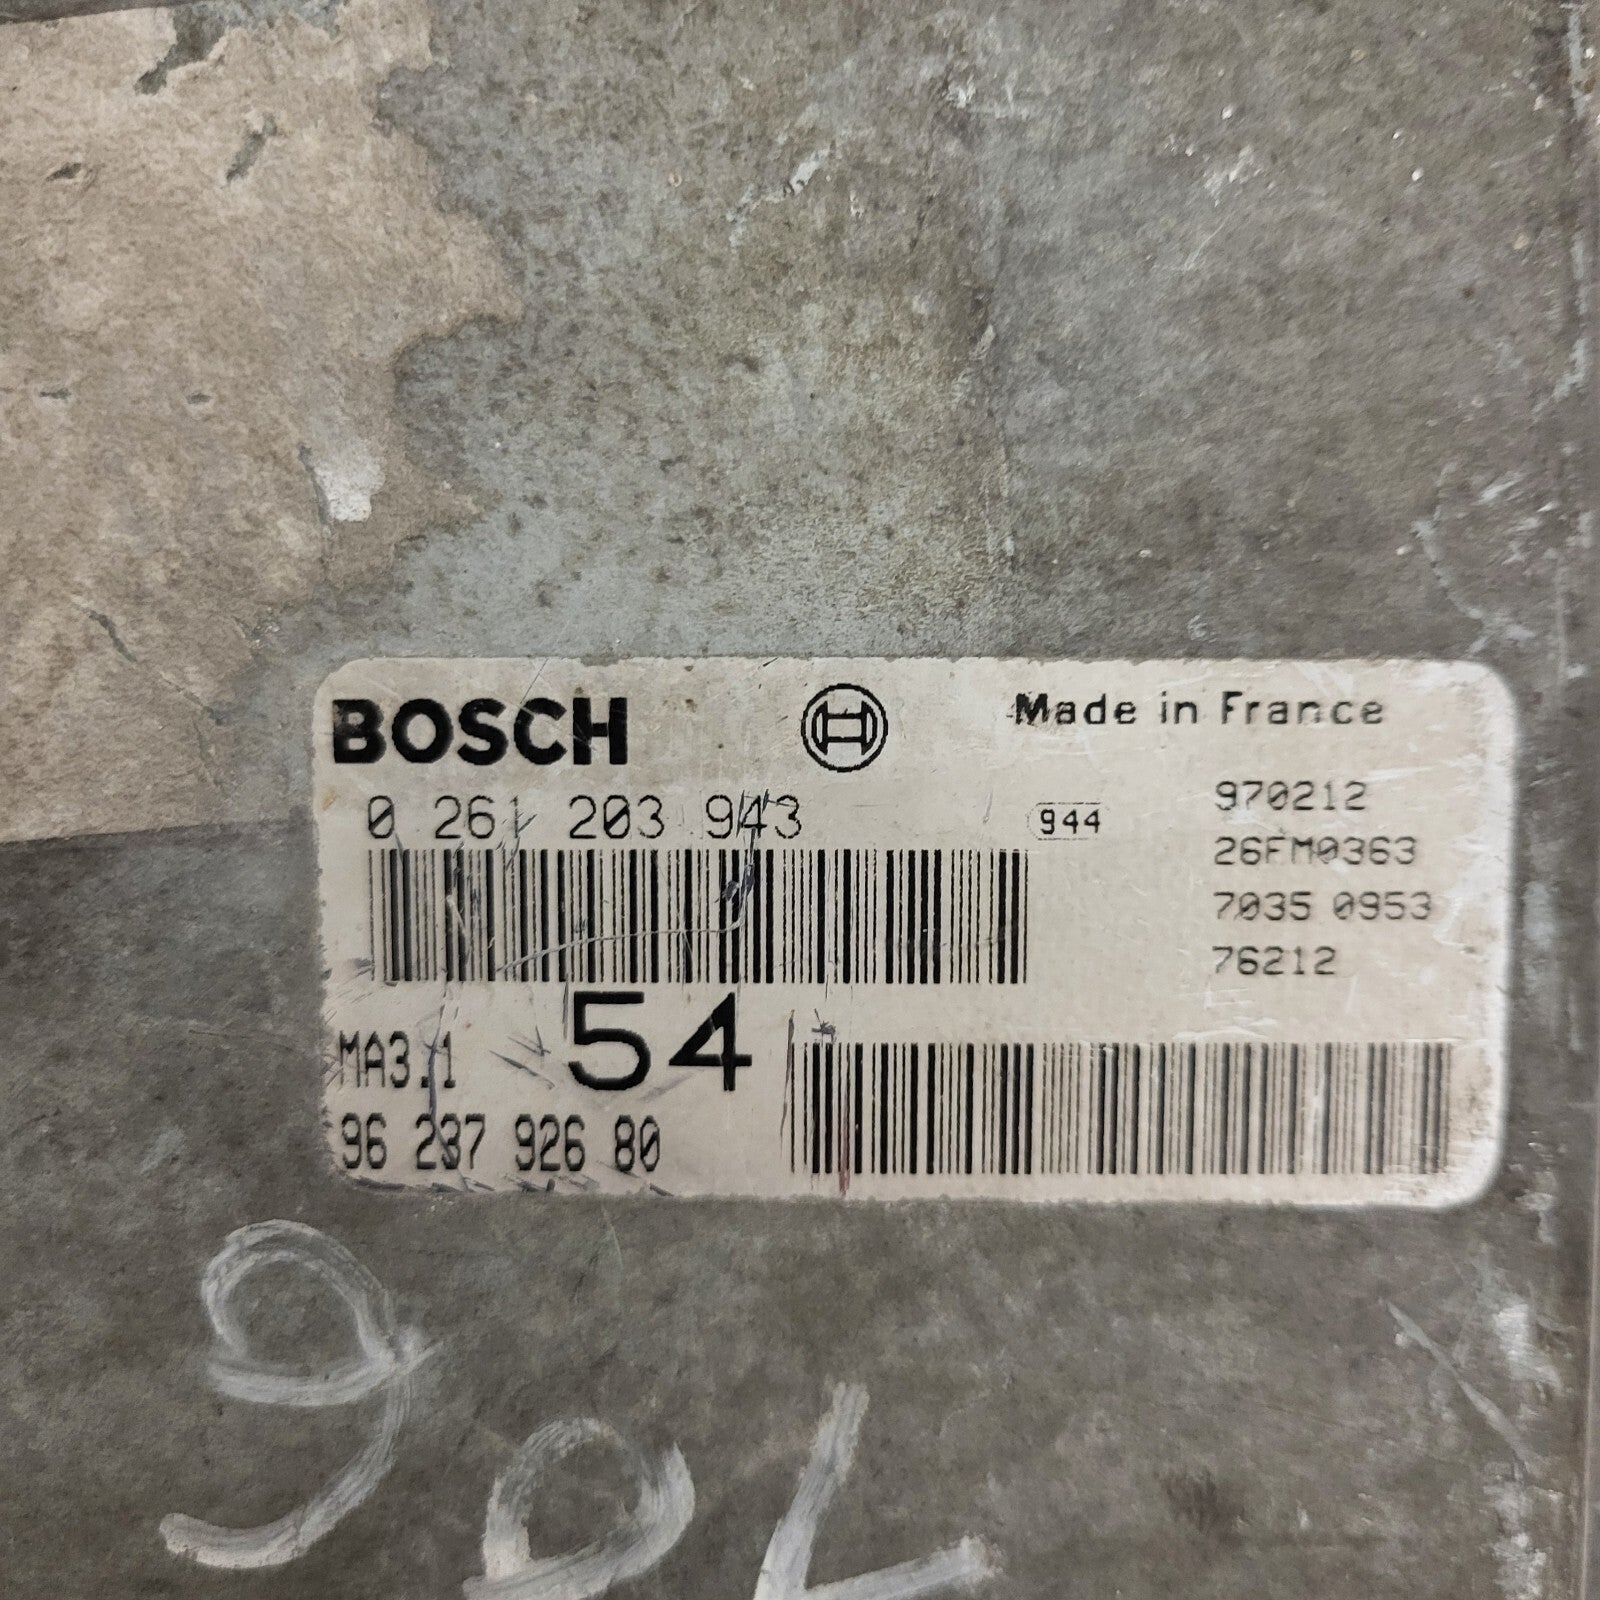 BOSCH
Made in France
0 261 203 943
944
970212
26FM0363
7035 0953
76212
MA3.1
54
96 237 926 80